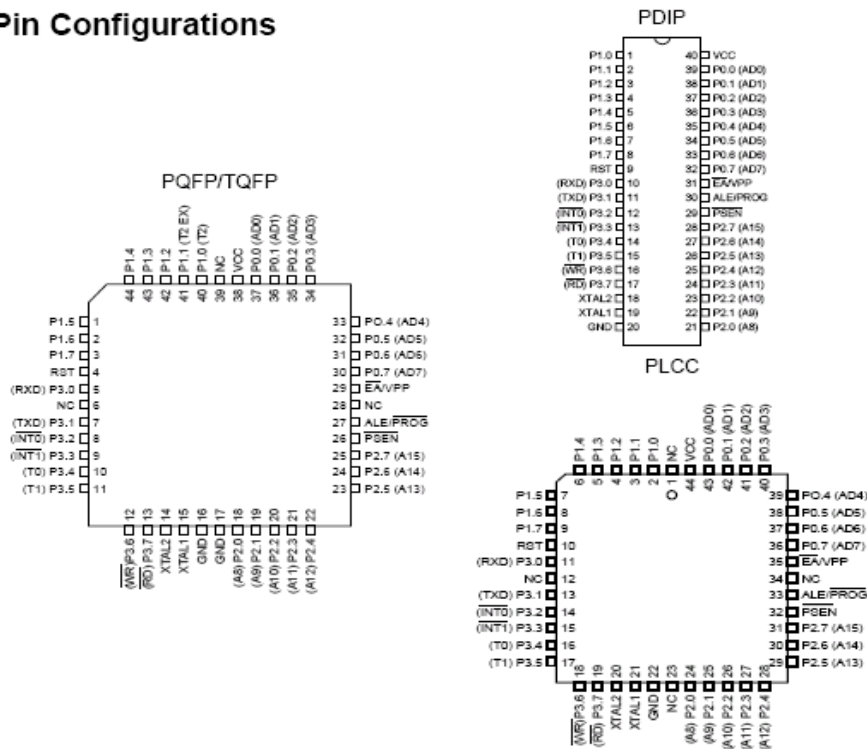 Pin Configurations
PDIP
P1.0 1 40 VCC
P1.1 2 39 P0.0 (AD0)
P1.2 3 38 P0.1 (AD1)
P1.3 4 37 P0.2 (AD2)
P1.4 5 36 P0.3 (AD3)
P1.5 6 35 P0.4 (AD4)
P1.6 7 34 P0.5 (AD5)
P1.7 8 33 P0.6 (AD6)
RST 9 32 P0.7 (AD7)
(RXD) P3.0 10 31 EA/VPP
(TXD) P3.1 11 30 ALE/PROG
(INT0) P3.2 12 29 PSEN
(INT1) P3.3 13 28 P2.7 (A15)
(T0) P3.4 14 27 P2.6 (A14)
(T1) P3.5 15 26 P2.5 (A13)
(WR) P3.6 16 25 P2.4 (A12)
(RD) P3.7 17 24 P2.3 (A11)
XTAL2 18 23 P2.2 (A10)
XTAL1 19 22 P2.1 (A9)
GND 20 21 P2.0 (A8)
PQFP/TQFP
P1.4 P1.3 P1.2 P1.1 (T2 EX) P1.0 (T2) NC VCC P0.0 (AD0) P0.1 (AD1) P0.2 (AD2) P0.3 (AD3)
44 43 42 41 40 39 38 37 36 35 34
P1.5 1 33 PO.4 (AD4)
P1.6 2 32 P0.5 (AD5)
P1.7 3 31 P0.6 (AD6)
RST 4 30 P0.7 (AD7)
(RXD) P3.0 5 29 EA/VPP
NC 6 28 NC
(TXD) P3.1 7 27 ALE/PROG
(INT0) P3.2 8 26 PSEN
(INT1) P3.3 9 25 P2.7 (A15)
(T0) P3.4 10 24 P2.6 (A14)
(T1) P3.5 11 23 P2.5 (A13)
12 13 14 15 16 17 18 19 20 21 22
(WR) P3.6 (RD) P3.7 XTAL2 XTAL1 GND GND (A8) P2.0 (A9) P2.1 (A10) P2.2 (A11) P2.3 (A12) P2.4
PLCC
P1.4 P1.3 P1.2 P1.1 P1.0 NC VCC P0.0 (AD0) P0.1 (AD1) P0.2 (AD2) P0.3 (AD3)
6 5 4 3 2 1 44 43 42 41 40
P1.5 7 39 PO.4 (AD4)
P1.6 8 38 P0.5 (AD5)
P1.7 9 37 P0.6 (AD6)
RST 10 36 P0.7 (AD7)
(RXD) P3.0 11 35 EA/VPP
NC 12 34 NC
(TXD) P3.1 13 33 ALE/PROG
(INT0) P3.2 14 32 PSEN
(INT1) P3.3 15 31 P2.7 (A15)
(T0) P3.4 16 30 P2.6 (A14)
(T1) P3.5 17 29 P2.5 (A13)
18 19 20 21 22 23 24 25 26 27 28
(WR) P3.6 (RD) P3.7 XTAL2 XTAL1 GND NC (A8) P2.0 (A9) P2.1 (A10) P2.2 (A11) P2.3 (A12) P2.4